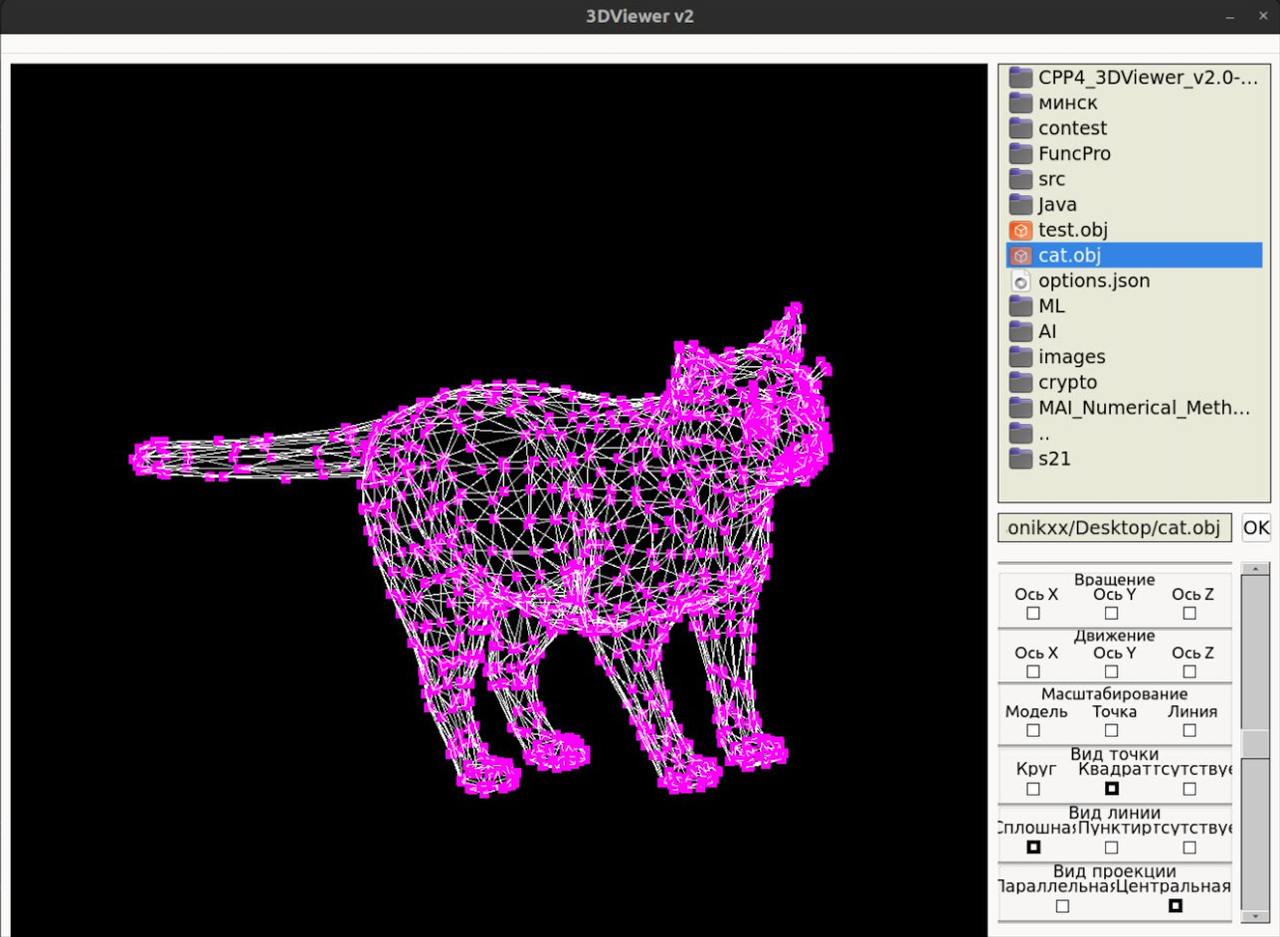 3DViewer v2
CPP4_3DViewer_v2.0-...
минск
contest
FuncPro
src
Java
test.obj
cat.obj
options.json
ML
AI
images
crypto
MAI_Numerical_Meth...
..
s21
onikxx/Desktop/cat.obj OK
Вращение
Ось X Ось Y Ось Z
Движение
Ось X Ось Y Ось Z
Масштабирование
Модель Точка Линия
Вид точки
Круг Квадрат тсутствуе
Вид линии
Сплошная Пунктир тсутствуе
Вид проекции
Параллельная Центральная